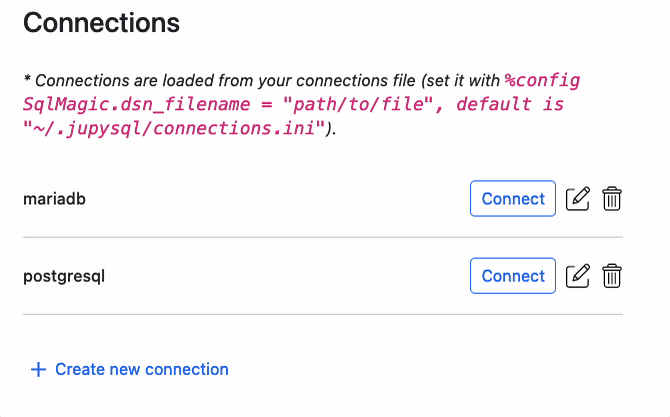 Connections
* Connections are loaded from your connections file (set it with %config
SqlMagic.dsn_filename = "path/to/file", default is
"~/.jupysql/connections.ini").
mariadb Connect
postgresql Connect
+ Create new connection